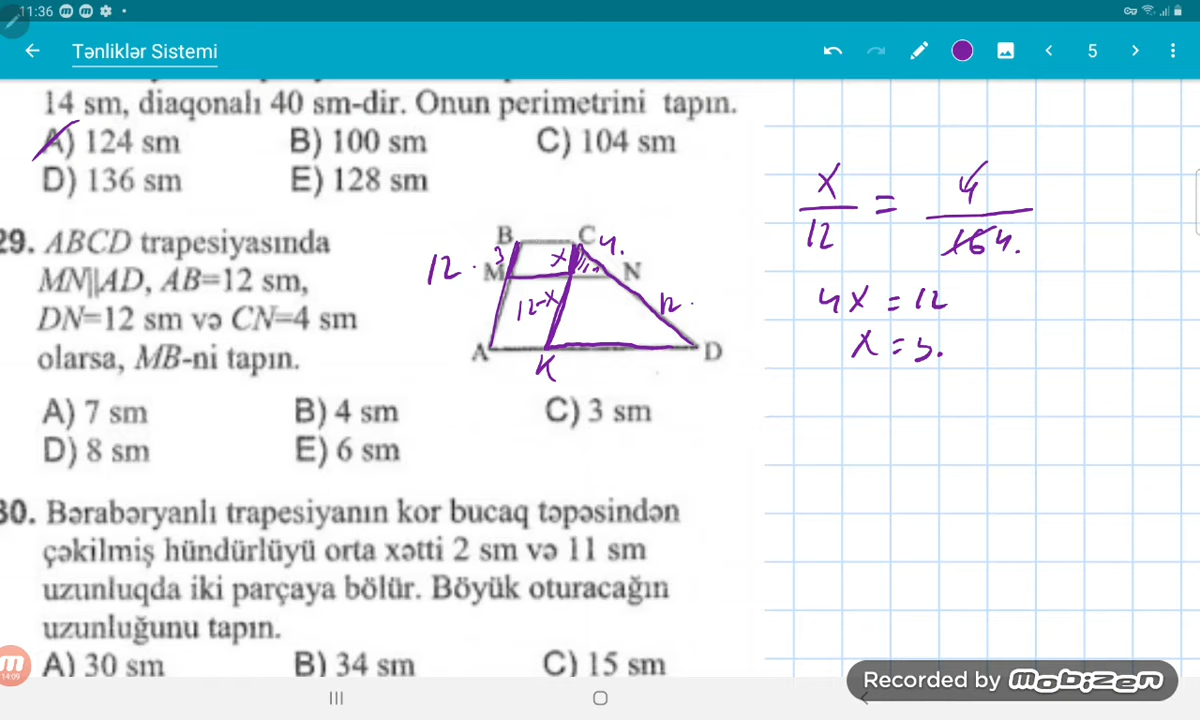 11:36
Tənliklər Sistemi
5
14 sm, diaqonalı 40 sm-dir. Onun perimetrini tapın.
A) 124 sm B) 100 sm C) 104 sm
D) 136 sm E) 128 sm
29. ABCD trapesiyasında
MN||AD, AB=12 sm,
DN=12 sm və CN=4 sm
olarsa, MB-ni tapın.
B C 4.
12 3 x
M N
12-x 12
A D
K
A) 7 sm B) 4 sm C) 3 sm
D) 8 sm E) 6 sm
30. Bərabəryanlı trapesiyanın kor bucaq təpəsindən
çəkilmiş hündürlüyü orta xətti 2 sm və 11 sm
uzunluqda iki parçaya bölür. Böyük oturacağın
uzunluğunu tapın.
A) 30 sm B) 34 sm C) 15 sm
x/12 = 4/16 4.
4x = 12
x = 3.
14:09
Recorded by mobizen